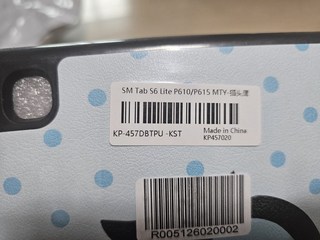 SM Tab S6 Lite P610/P615 MTY-
KP-457DBTPU -KST
Made in China
KP457020
R005126020002